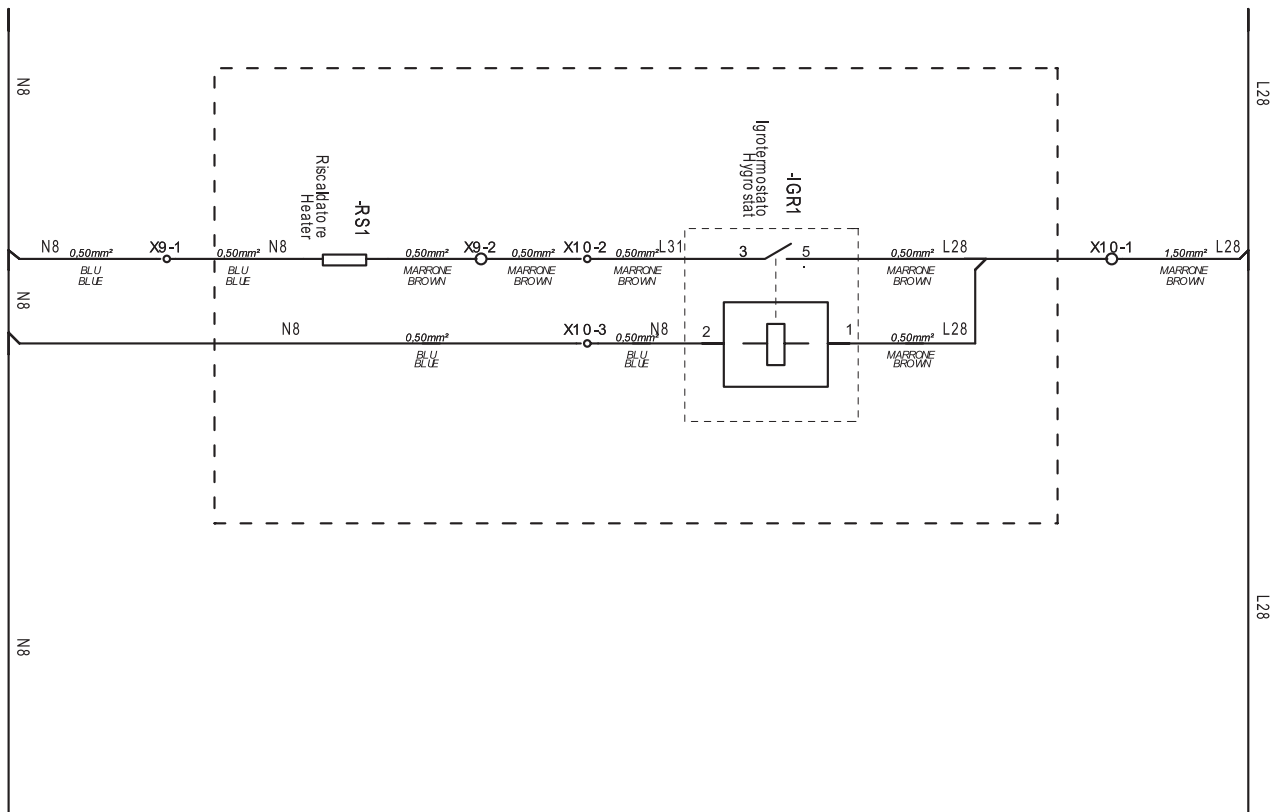 N8
L28
Igrotermostato
Hygrostat
-IGR1
Riscaldatore
Heater
-RS1
N8
0,50mm²
BLU
BLUE
X9-1
0,50mm²
BLU
BLUE
N8
0,50mm²
MARRONE
BROWN
X9-2
0,50mm²
MARRONE
BROWN
X10-2
0,50mm²
MARRONE
BROWN
L31
3
5
0,50mm²
MARRONE
BROWN
L28
X10-1
1,50mm²
MARRONE
BROWN
L28
N8
N8
0,50mm²
BLU
BLUE
X10-3
0,50mm²
BLU
BLUE
N8
2
1
0,50mm²
MARRONE
BROWN
L28
N8
L28